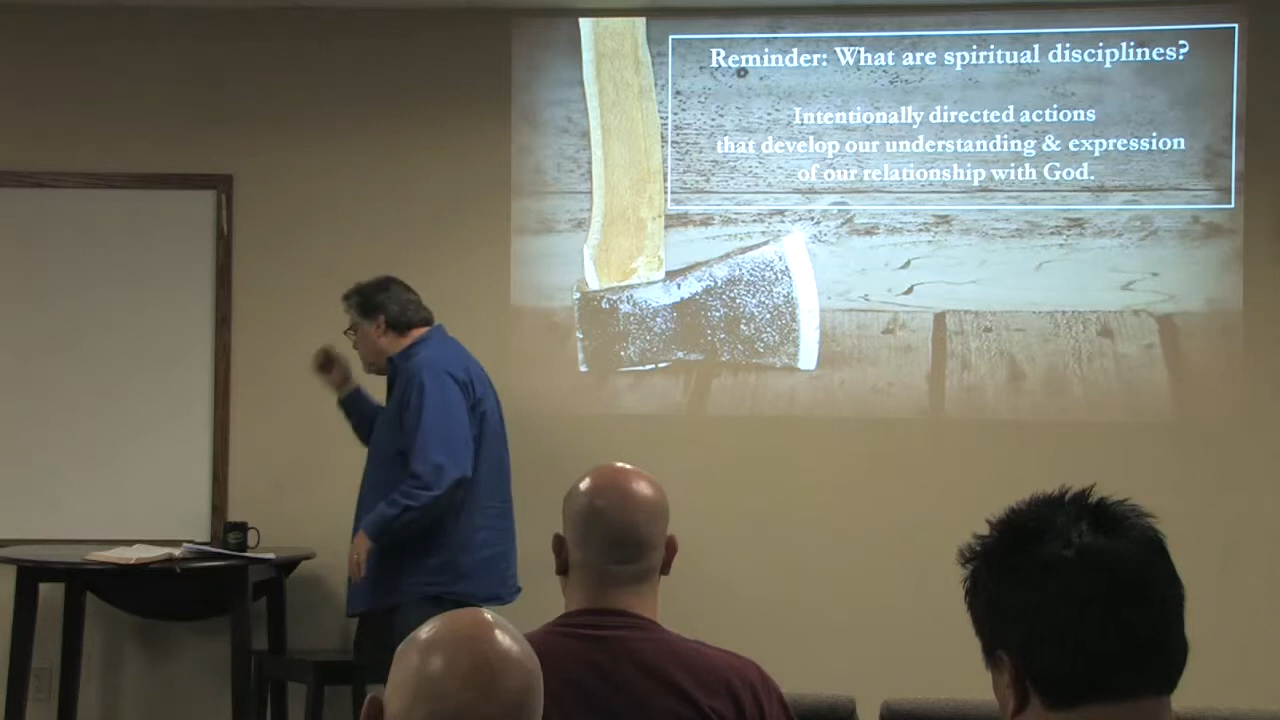 Reminder: What are spiritual disciplines?
Intentionally directed actions
that develop our understanding & expression
of our relationship with God.